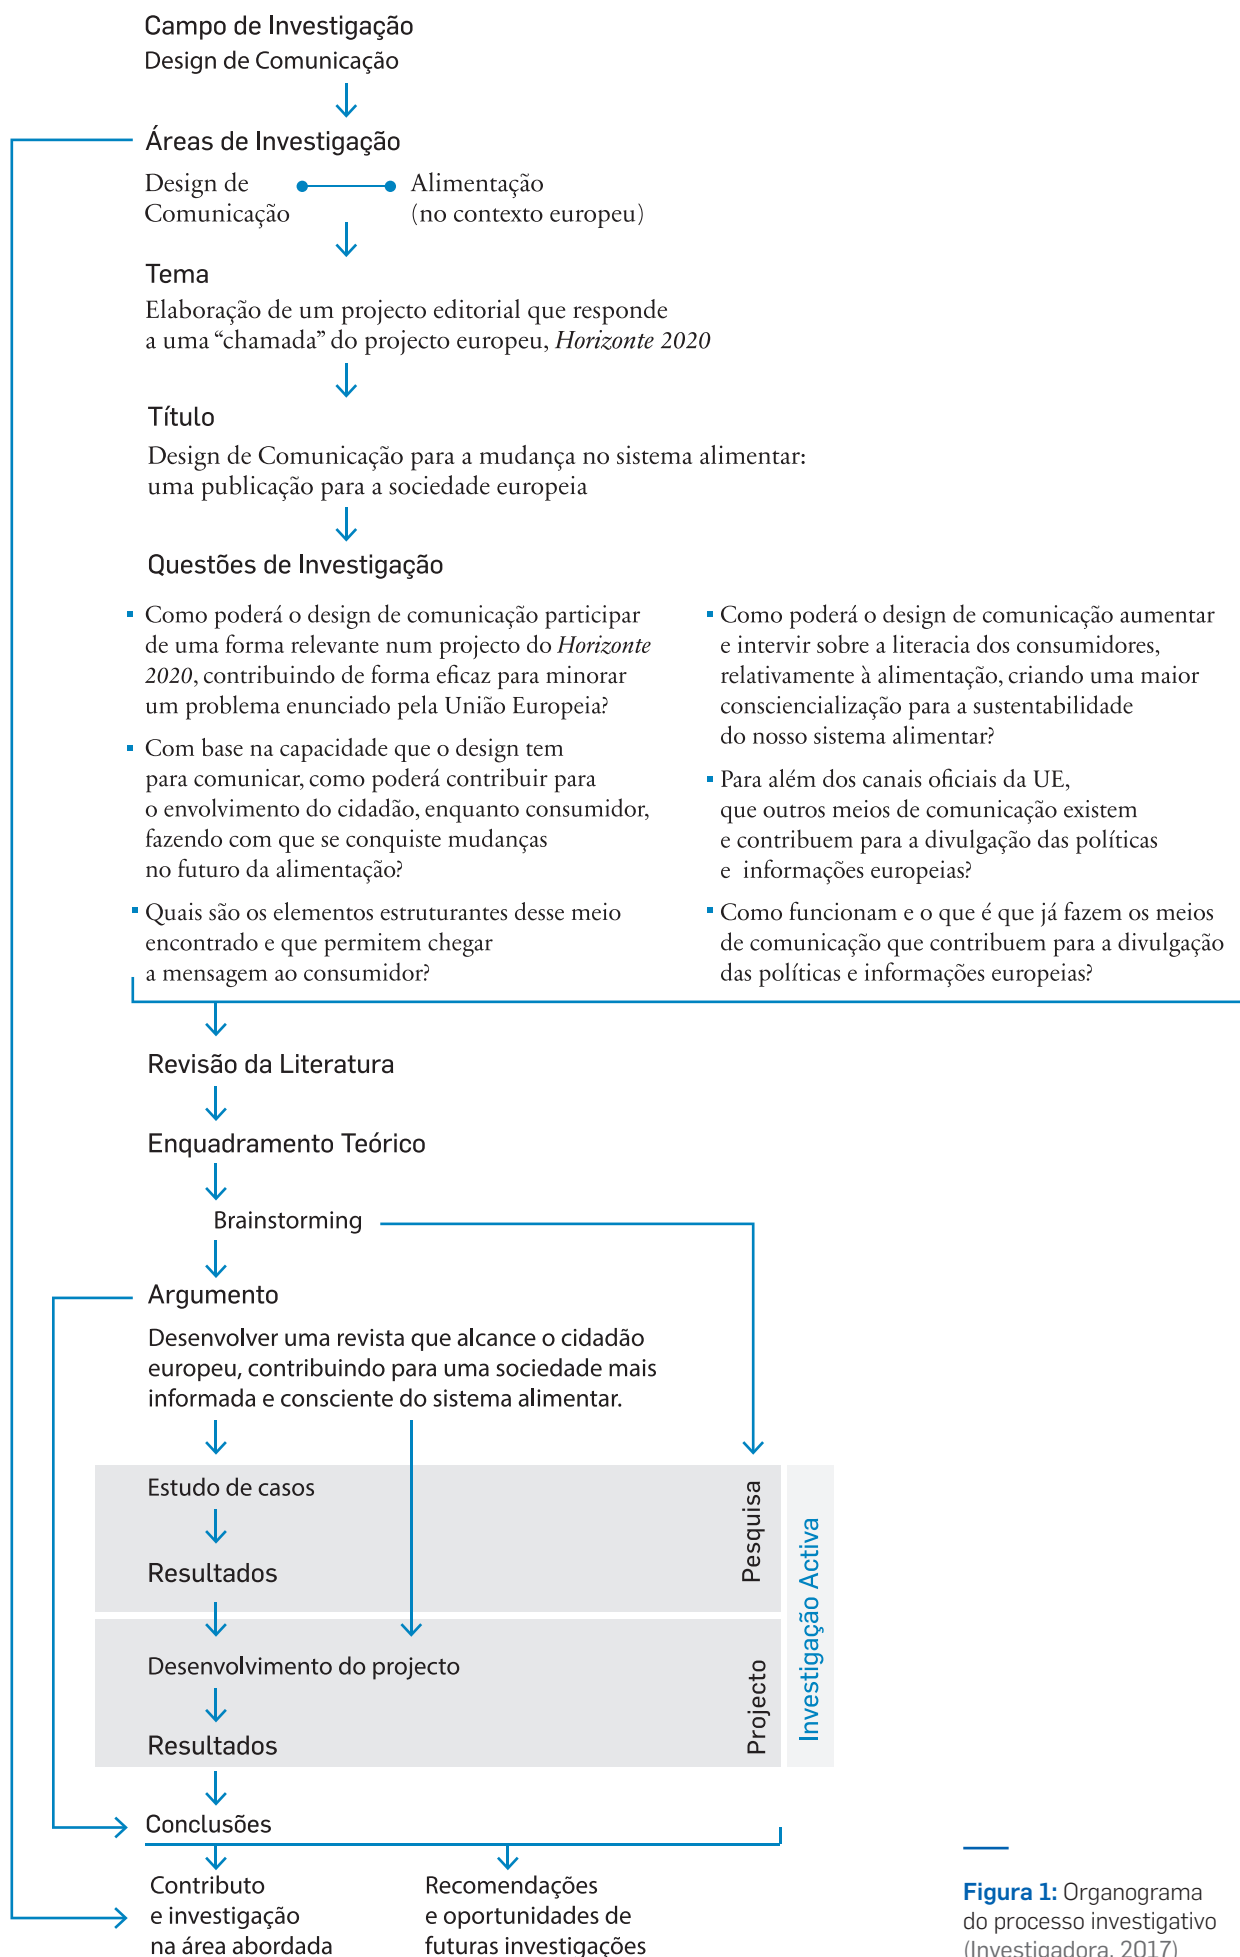 Campo de Investigação
Design de Comunicação
Áreas de Investigação
Design de
Comunicação
Alimentação
(no contexto europeu)
Tema
Elaboração de um projecto editorial que responde
a uma “chamada” do projecto europeu, Horizonte 2020
Título
Design de Comunicação para a mudança no sistema alimentar:
uma publicação para a sociedade europeia
Questões de Investigação
Como poderá o design de comunicação participar
de uma forma relevante num projecto do Horizonte
2020, contribuindo de forma eficaz para minorar
um problema enunciado pela União Europeia?
Com base na capacidade que o design tem
para comunicar, como poderá contribuir para
o envolvimento do cidadão, enquanto consumidor,
fazendo com que se conquiste mudanças
no futuro da alimentação?
Quais são os elementos estruturantes desse meio
encontrado e que permitem chegar
a mensagem ao consumidor?
Como poderá o design de comunicação aumentar
e intervir sobre a literacia dos consumidores,
relativamente à alimentação, criando uma maior
consciencialização para a sustentabilidade
do nosso sistema alimentar?
Para além dos canais oficiais da UE,
que outros meios de comunicação existem
e contribuem para a divulgação das políticas
e informações europeias?
Como funcionam e o que é que já fazem os meios
de comunicação que contribuem para a divulgação
das políticas e informações europeias?
Revisão da Literatura
Enquadramento Teórico
Brainstorming
Argumento
Desenvolver uma revista que alcance o cidadão
europeu, contribuindo para uma sociedade mais
informada e consciente do sistema alimentar.
Estudo de casos
Resultados
Pesquisa
Desenvolvimento do projecto
Resultados
Projecto
Investigação Activa
Conclusões
Contributo
e investigação
na área abordada
Recomendações
e oportunidades de
futuras investigações
Figura 1: Organograma
do processo investigativo
(Investigadora, 2017)